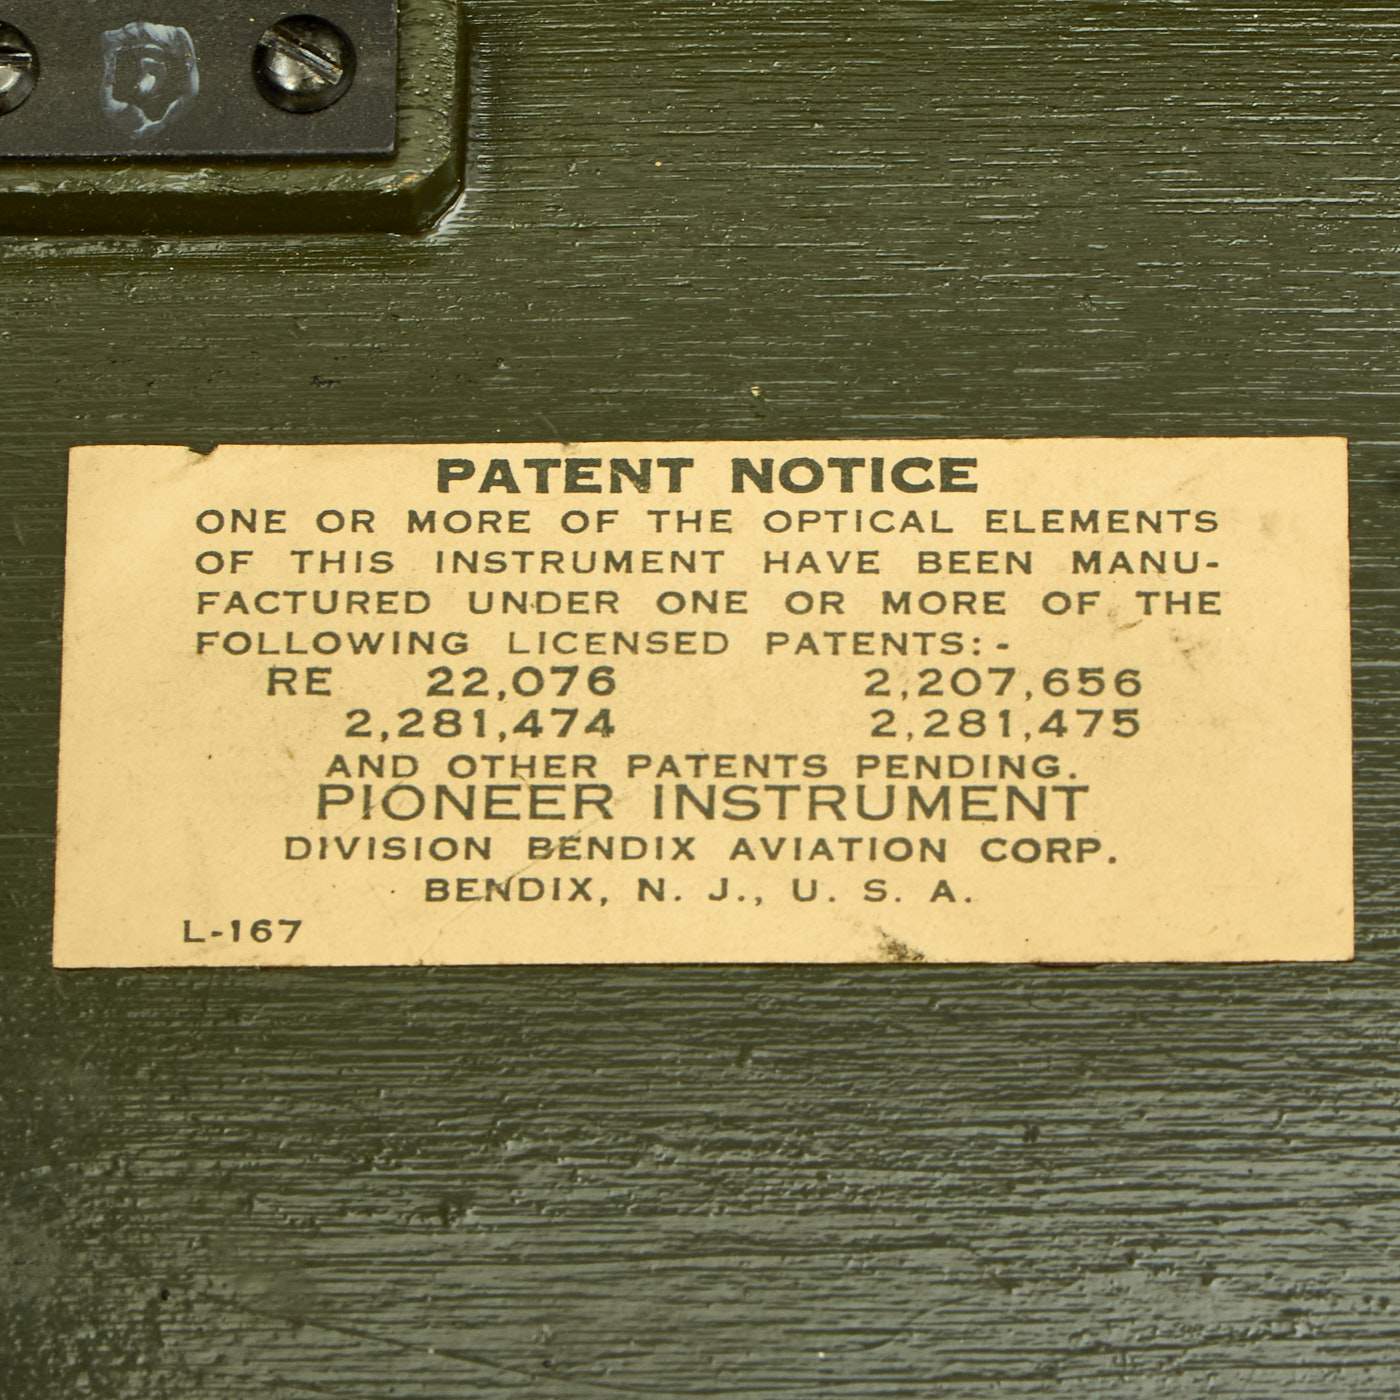 PATENT NOTICE
ONE OR MORE OF THE OPTICAL ELEMENTS
OF THIS INSTRUMENT HAVE BEEN MANU-
FACTURED UNDER ONE OR MORE OF THE
FOLLOWING LICENSED PATENTS:-
RE 22,076 2,207,656
2,281,474 2,281,475
AND OTHER PATENTS PENDING.
PIONEER INSTRUMENT
DIVISION BENDIX AVIATION CORP.
BENDIX, N. J., U. S. A.
L-167